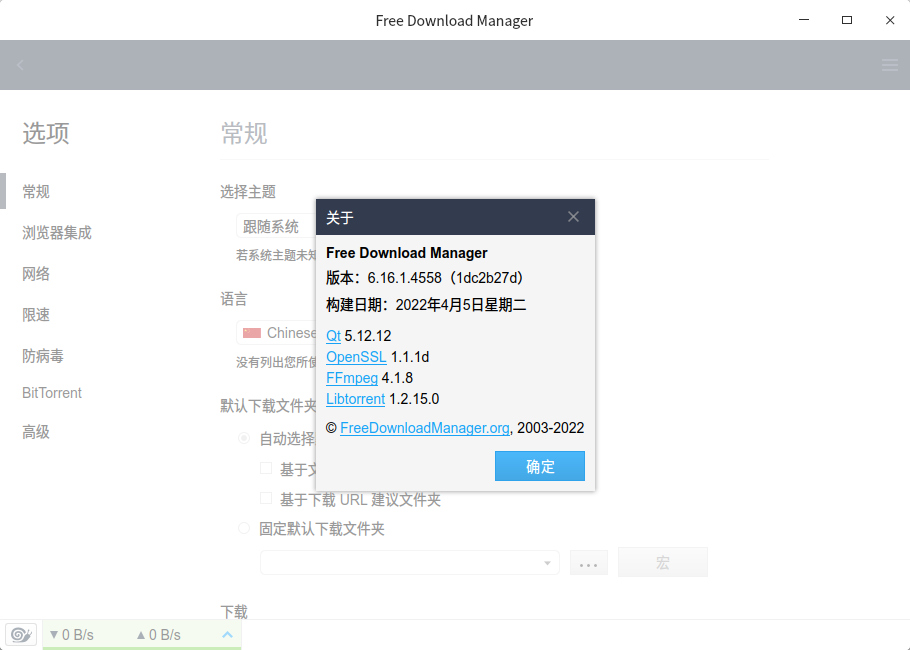 Free Download Manager
选项
常规
浏览器集成
网络
限速
防病毒
BitTorrent
高级
常规
选择主题
跟随系统
若系统主题未知
语言
Chinese
没有列出您所使
默认下载文件夹
自动选择
基于文
基于下载 URL 建议文件夹
固定默认下载文件夹
...
宏
下载
关于
Free Download Manager
版本：6.16.1.4558（1dc2b27d）
构建日期：2022年4月5日星期二
Qt 5.12.12
OpenSSL 1.1.1d
FFmpeg 4.1.8
Libtorrent 1.2.15.0
© FreeDownloadManager.org, 2003-2022
确定
▼ 0 B/s ▲ 0 B/s